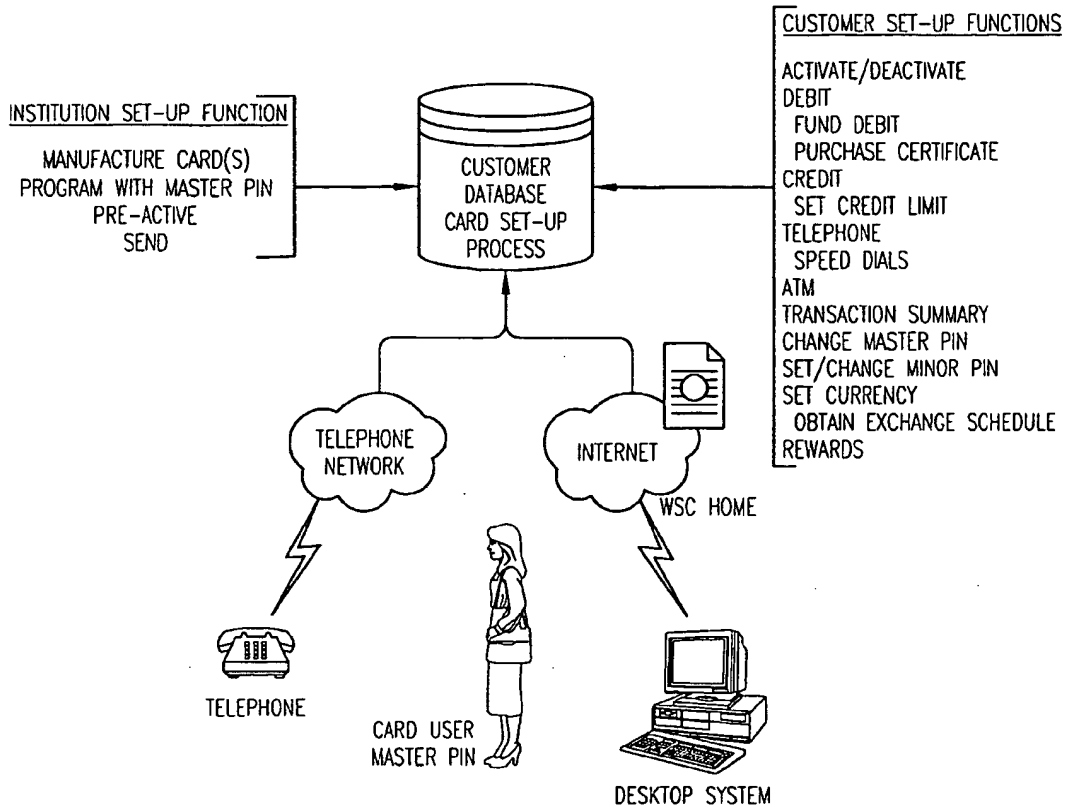 INSTITUTION SET-UP FUNCTION
MANUFACTURE CARD(S)
PROGRAM WITH MASTER PIN
PRE-ACTIVE
SEND
CUSTOMER
DATABASE
CARD SET-UP
PROCESS
CUSTOMER SET-UP FUNCTIONS
ACTIVATE/DEACTIVATE
DEBIT
FUND DEBIT
PURCHASE CERTIFICATE
CREDIT
SET CREDIT LIMIT
TELEPHONE
SPEED DIALS
ATM
TRANSACTION SUMMARY
CHANGE MASTER PIN
SET/CHANGE MINOR PIN
SET CURRENCY
OBTAIN EXCHANGE SCHEDULE
REWARDS
TELEPHONE
NETWORK
INTERNET
WSC HOME
TELEPHONE
CARD USER
MASTER PIN
DESKTOP SYSTEM